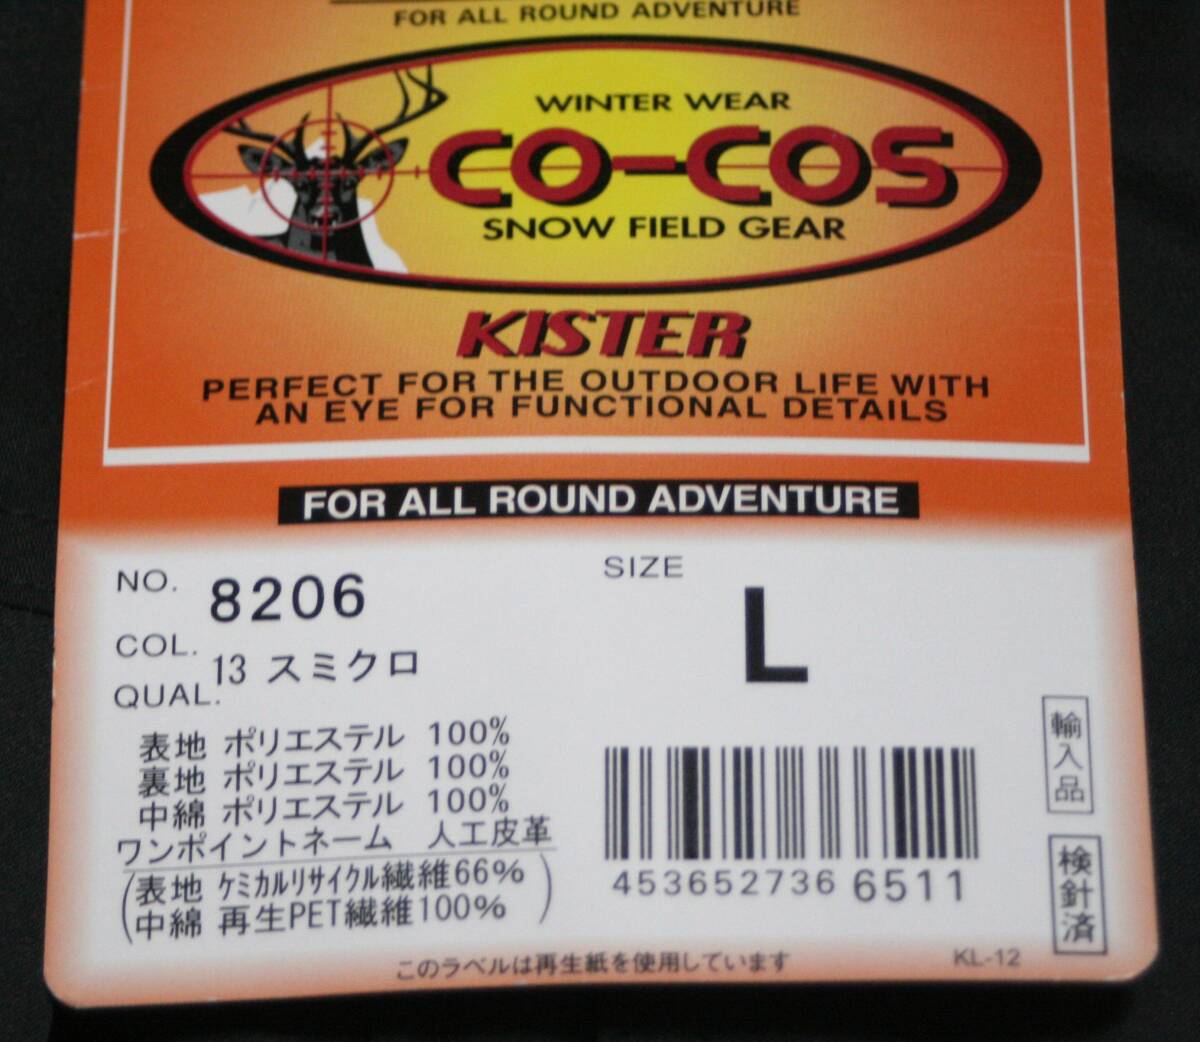 FOR ALL ROUND ADVENTURE
WINTER WEAR
CO-COS
SNOW FIELD GEAR
KISTER
PERFECT FOR THE OUTDOOR LIFE WITH
AN EYE FOR FUNCTIONAL DETAILS
FOR ALL ROUND ADVENTURE
NO. 8206
COL. 13 スミクロ
QUAL.
表地 ポリエステル 100%
裏地 ポリエステル 100%
中綿 ポリエステル 100%
ワンポイントネーム 人工皮革
(表地 ケミカルリサイクル繊維66%
中綿 再生PET繊維100%)
SIZE
L
453652736 6511
輸入品
検針済
このラベルは再生紙を使用しています
KL-12